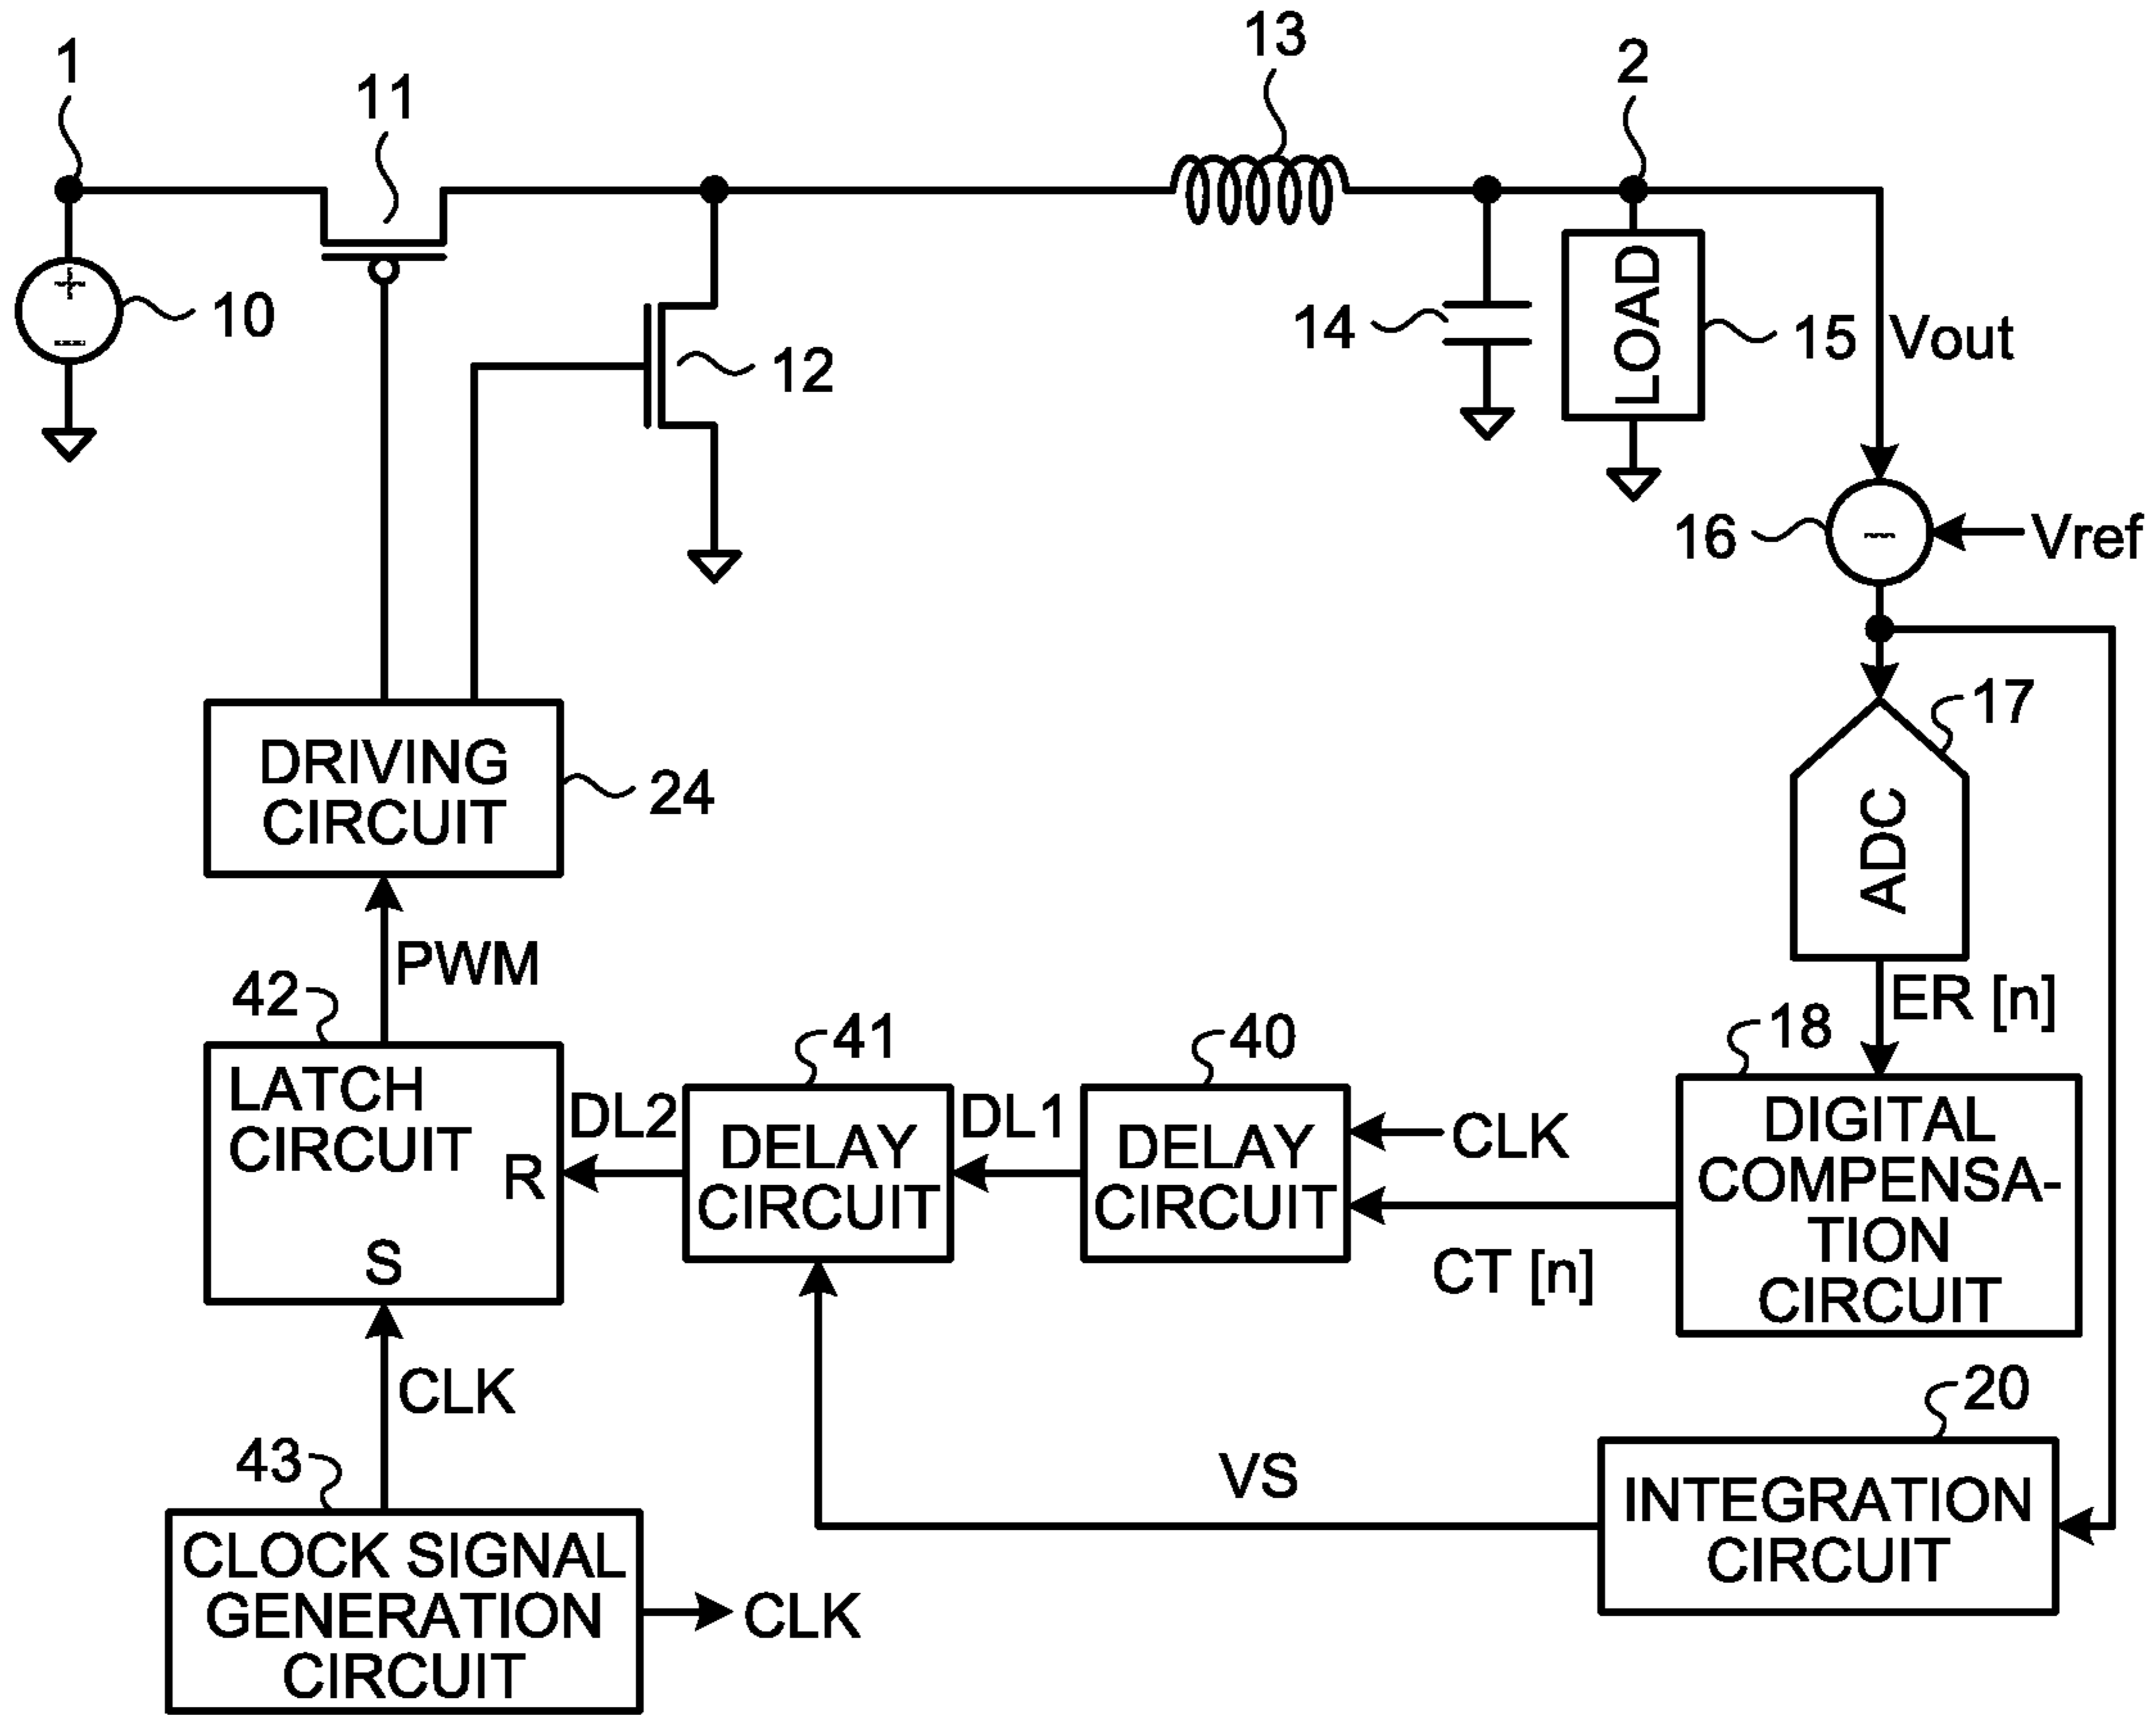 1
11
13
2
10
12
14
LOAD
15
Vout
16
Vref
17
DRIVING
CIRCUIT
24
ADC
PWM
ER [n]
42
41
40
18
LATCH
CIRCUIT
R
S
DL2
DELAY
CIRCUIT
DL1
DELAY
CIRCUIT
CLK
CT [n]
DIGITAL
COMPENSA-
TION
CIRCUIT
CLK
20
43
VS
INTEGRATION
CIRCUIT
CLOCK SIGNAL
GENERATION
CIRCUIT
CLK